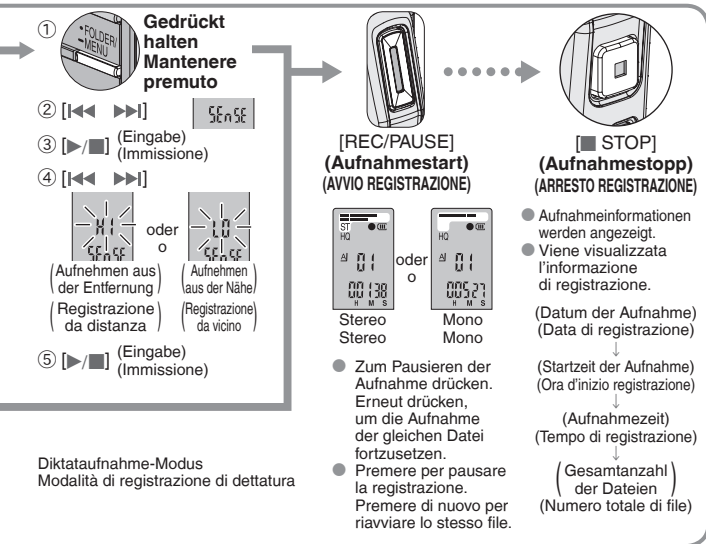 ①
• FOLDER/
– MENU
Gedrückt
halten
Mantenere
premuto
② [I◀◀ ▶▶I]
SEnSE
③ [▶/■] (Eingabe)
(Immissione)
④ [I◀◀ ▶▶I]
HI
SEnSE
oder
o
LO
SEnSE
(Aufnehmen aus
der Entfernung)
(Registrazione
da distanza)
(Aufnehmen
aus der Nähe)
(Registrazione
da vicino)
⑤ [▶/■] (Eingabe)
(Immissione)
Diktataufnahme-Modus
Modalità di registrazione di dettatura
[REC/PAUSE]
(Aufnahmestart)
(AVVIO REGISTRAZIONE)
ST
HQ
A 01
00138
H M S
Stereo
Stereo
oder
o
HQ
A 01
00527
H M S
Mono
Mono
● Zum Pausieren der
Aufnahme drücken.
Erneut drücken,
um die Aufnahme
der gleichen Datei
fortzusetzen.
● Premere per pausare
la registrazione.
Premere di nuovo per
riavviare lo stesso file.
[■ STOP]
(Aufnahmestopp)
(ARRESTO REGISTRAZIONE)
● Aufnahmeinformationen
werden angezeigt.
● Viene visualizzata
l'informazione
di registrazione.
(Datum der Aufnahme)
(Data di registrazione)
↓
(Startzeit der Aufnahme)
(Ora d'inizio registrazione)
↓
(Aufnahmezeit)
(Tempo di registrazione)
↓
(Gesamtanzahl
der Dateien)
(Numero totale di file)